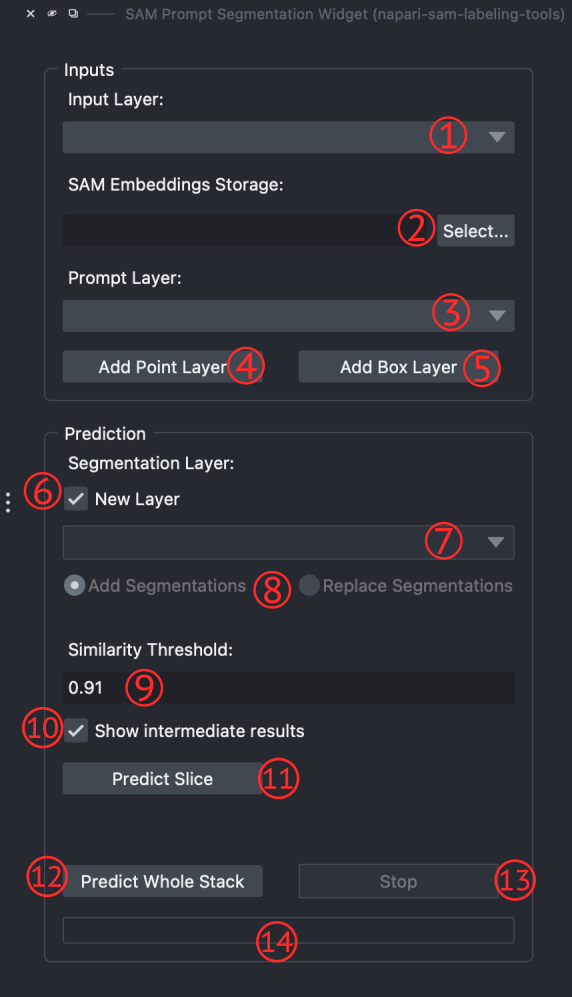 SAM Prompt Segmentation Widget (napari-sam-labeling-tools)
Inputs
Input Layer:
1
SAM Embeddings Storage:
2 Select...
Prompt Layer:
3
Add Point Layer 4 Add Box Layer 5
Prediction
Segmentation Layer:
6 New Layer
7
Add Segmentations 8 Replace Segmentations
Similarity Threshold:
0.91 9
10 Show intermediate results
Predict Slice 11
12 Predict Whole Stack Stop 13
14